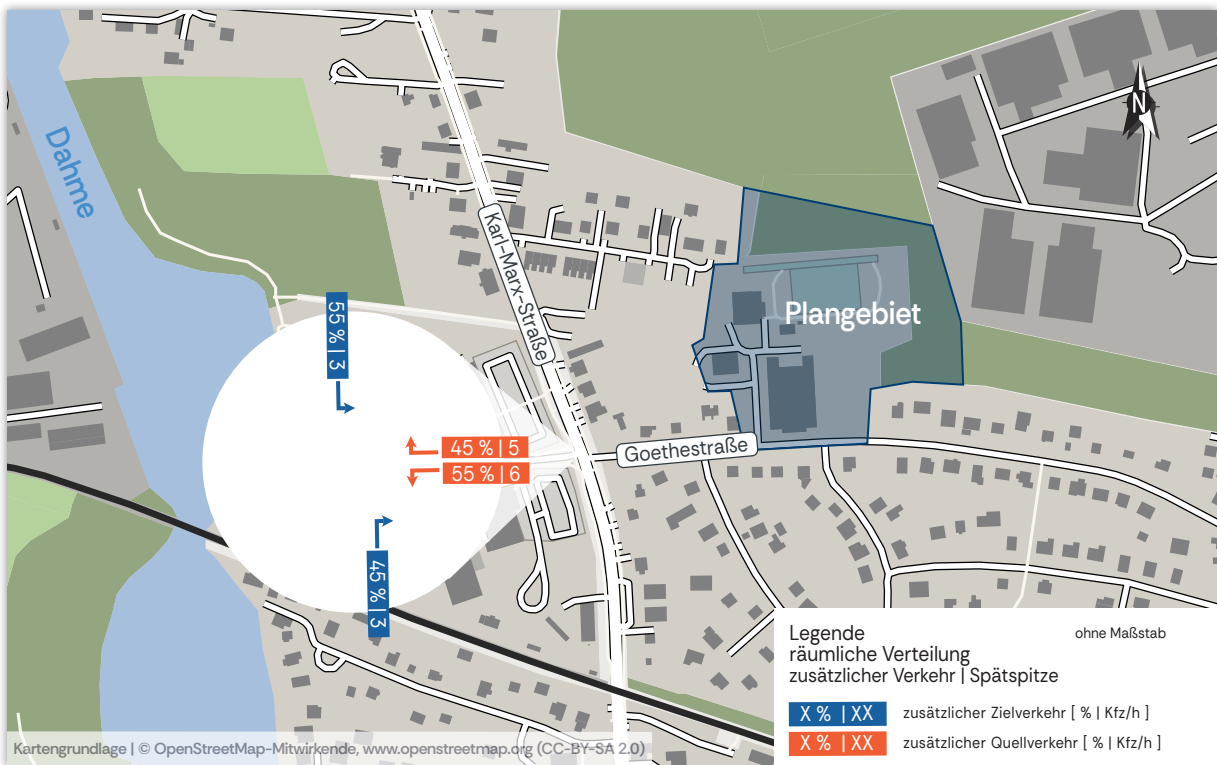 Dahme
N
Karl-Marx-Straße
Plangebiet
55 % | 3
45 % | 5
55 % | 6
Goethestraße
45 % | 3
Legende
ohne Maßstab
räumliche Verteilung
zusätzlicher Verkehr | Spätspitze
X % | XX zusätzlicher Zielverkehr [ % | Kfz/h ]
X % | XX zusätzlicher Quellverkehr [ % | Kfz/h ]
Kartengrundlage | © OpenStreetMap-Mitwirkende, www.openstreetmap.org (CC-BY-SA 2.0)